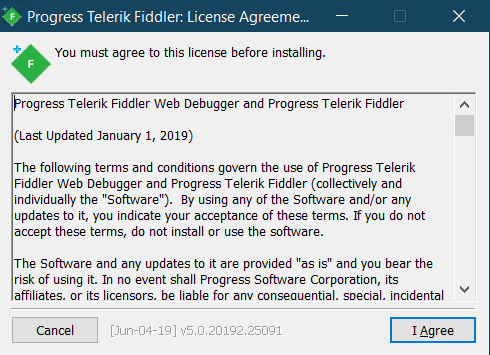 Progress Telerik Fiddler: License Agreeme...
F
F
You must agree to this license before installing.
Progress Telerik Fiddler Web Debugger and Progress Telerik Fiddler
(Last Updated January 1, 2019)
The following terms and conditions govern the use of Progress Telerik
Fiddler Web Debugger and Progress Telerik Fiddler (collectively and
individually the "Software").  By using any of the Software and/or any
updates to it, you indicate your acceptance of these terms. If you do not
accept these terms, do not install or use the software.
The Software and any updates to it are provided "as is" and you bear the
risk of using it. In no event shall Progress Software Corporation, its
affiliates, or its licensors, be liable for any consequential, special, incidental
Cancel
[Jun-04-19] v5.0.20192.25091
I Agree